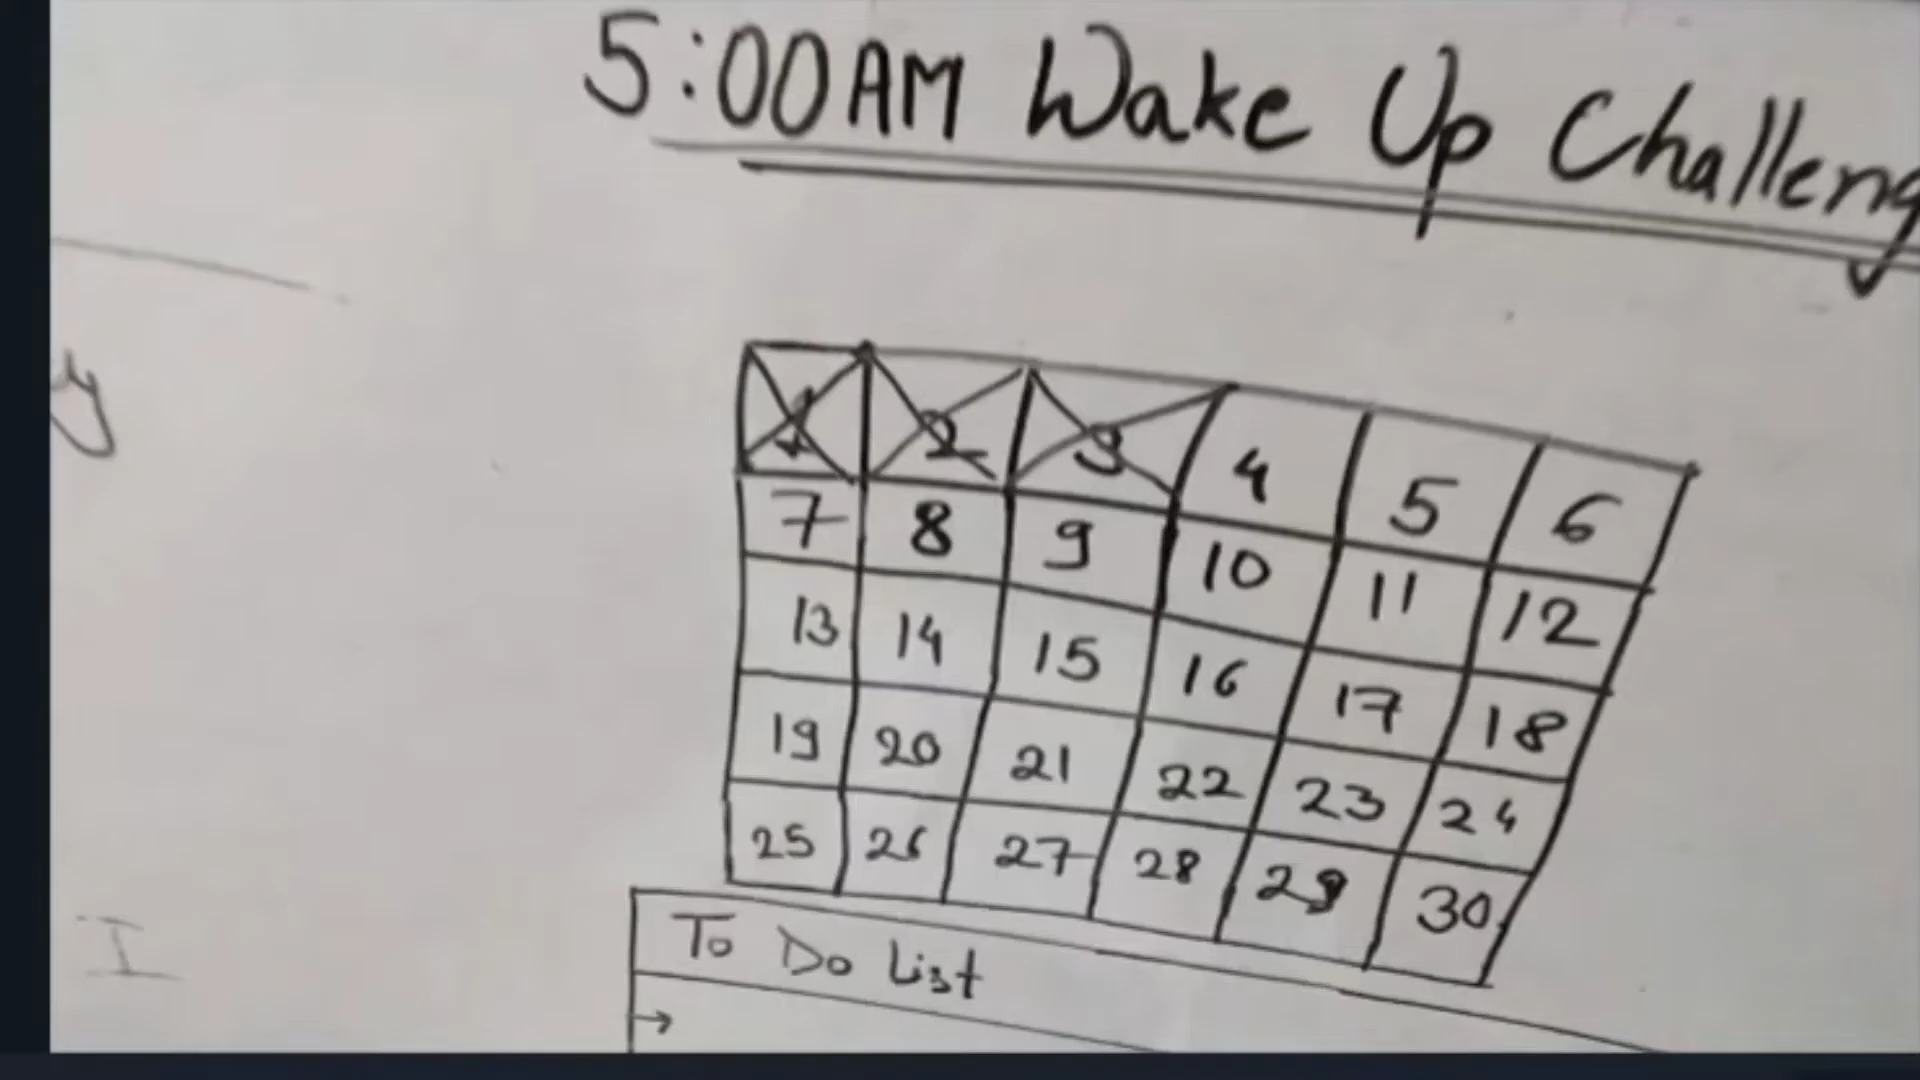 5:00AM Wake Up Challeng
1 2 3 4 5 6
7 8 9 10 11 12
13 14 15 16 17 18
19 20 21 22 23 24
25 26 27 28 29 30
To Do List
→
y
I